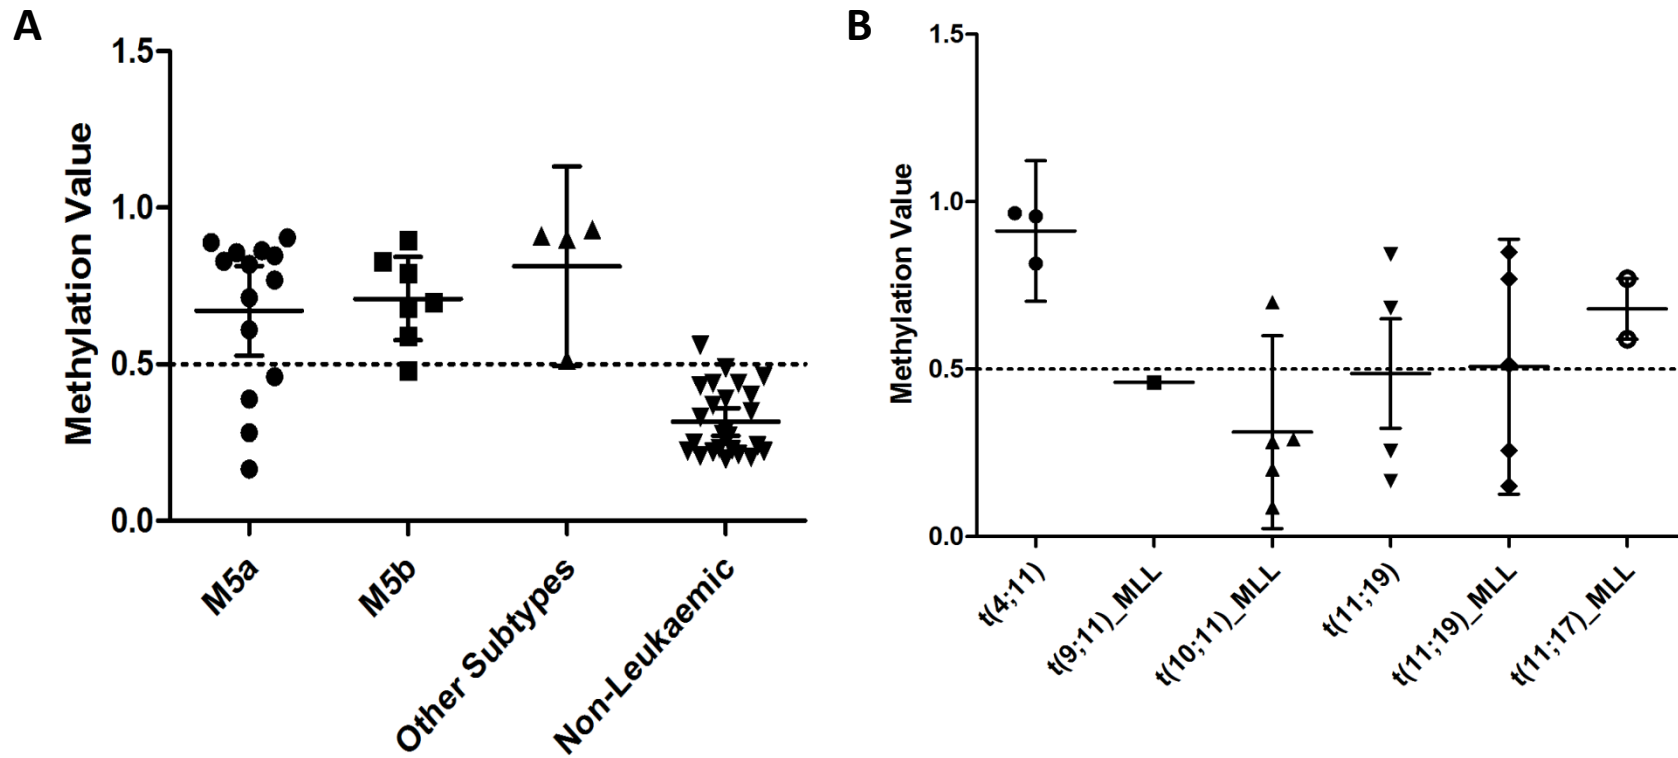 A
1.5
1.0
0.5
0.0
Methylation Value
M5a
M5b
Other Subtypes
Non-Leukaemic
B
1.5
1.0
0.5
0.0
Methylation Value
t(4;11)
t(9;11)_MLL
t(10;11)_MLL
t(11;19)
t(11;19)_MLL
t(11;17)_MLL